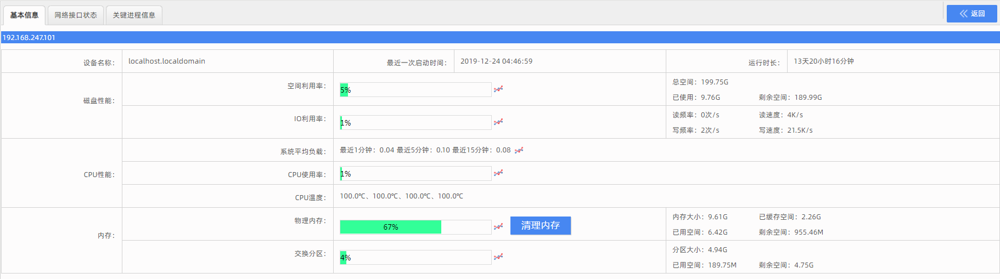 基本信息 网络接口状态 关键进程信息 返回
192.168.247.101
设备名称： localhost.localdomain 最近一次启动时间： 2019-12-24 04:46:59 运行时长： 13天20小时16分钟
磁盘性能：
空间利用率： 5%
总空间：199.75G
已使用：9.76G 剩余空间：189.99G
IO利用率： 1%
读频率：0次/s 读速度：4K/s
写频率：2次/s 写速度：21.5K/s
CPU性能：
系统平均负载： 最近1分钟：0.04 最近5分钟：0.10 最近15分钟：0.08
CPU使用率： 1%
CPU温度： 100.0℃、100.0℃、100.0℃、100.0℃
内存：
物理内存： 67% 清理内存
内存大小：9.61G 已缓存空间：2.26G
已用空间：6.42G 剩余空间：955.46M
交换分区： 4%
分区大小：4.94G
已用空间：189.75M 剩余空间：4.75G